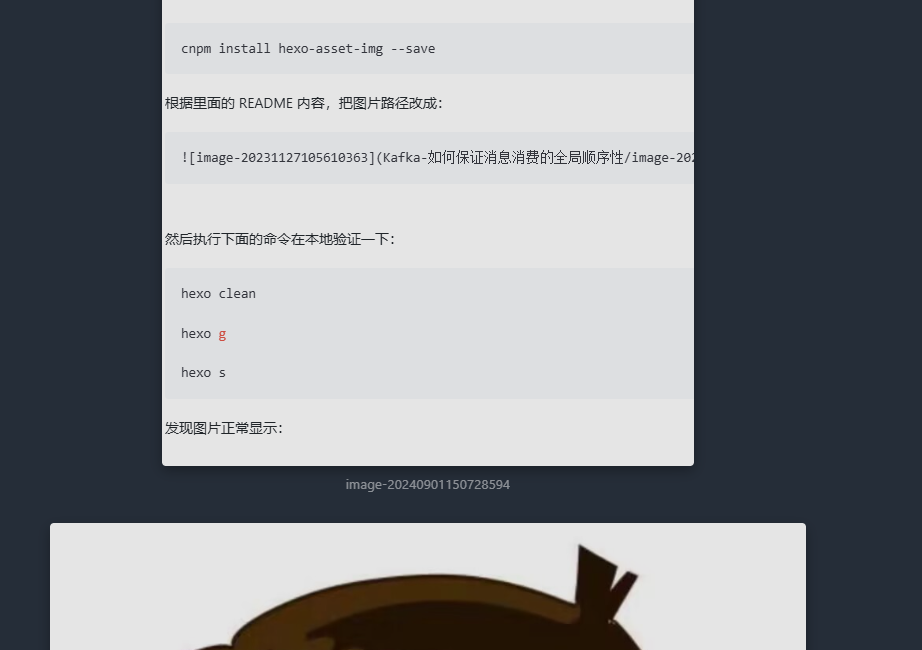 cnpm install hexo-asset-img --save
根据里面的 README 内容，把图片路径改成：
![image-20231127105610363](Kafka-如何保证消息消费的全局顺序性/image-202
然后执行下面的命令在本地验证一下：
hexo clean
hexo g
hexo s
发现图片正常显示：
image-20240901150728594